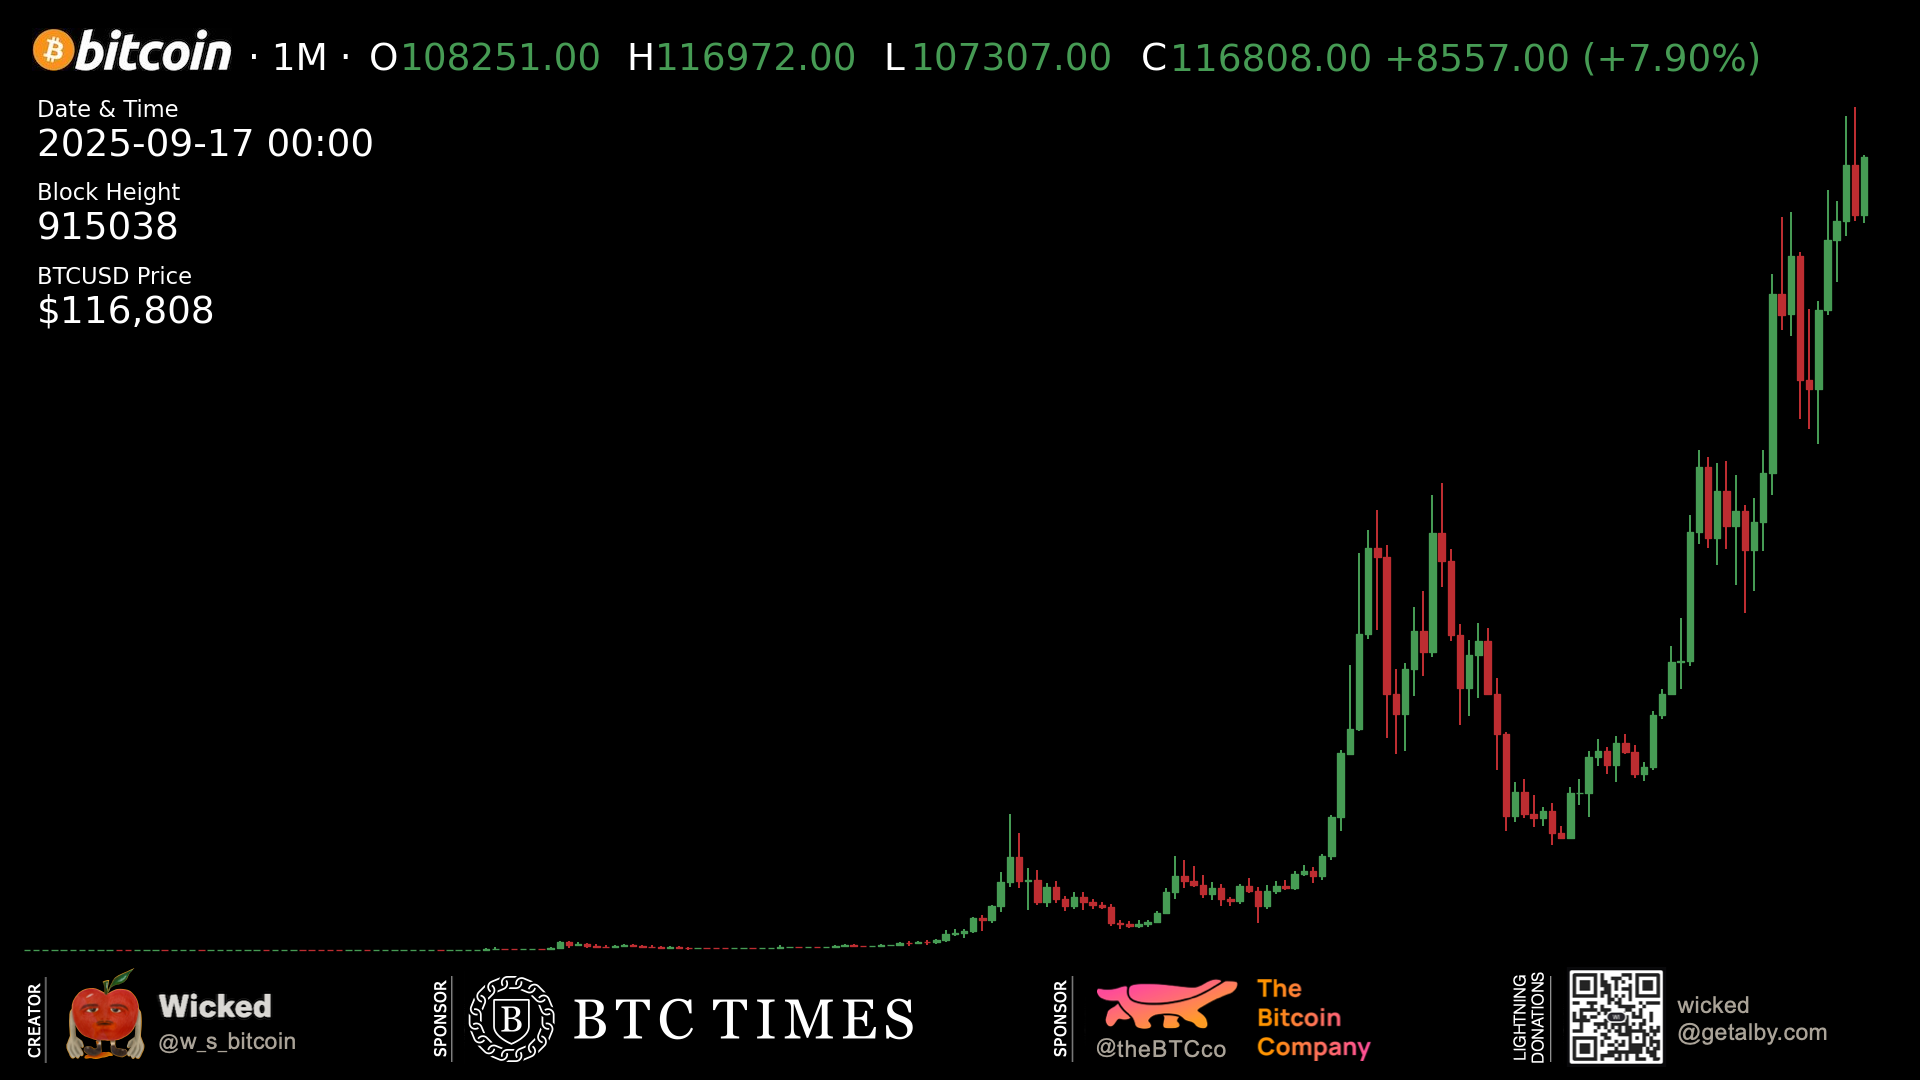 bitcoin · 1M · O108251.00 H116972.00 L107307.00 C116808.00 +8557.00 (+7.90%)
Date & Time
2025-09-17 00:00
Block Height
915038
BTCUSD Price
$116,808
CREATOR
Wicked
@w_s_bitcoin
SPONSOR
B
BTC TIMES
SPONSOR
@theBTCco
The
Bitcoin
Company
LIGHTNING
DONATIONS
wicked
@getalby.com